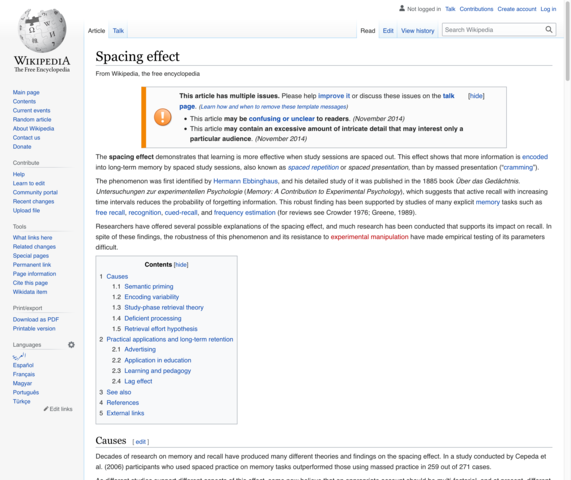 Not logged in Talk Contributions Create account Log in
Article Talk Read Edit View history Search Wikipedia
WIKIPEDIA
The Free Encyclopedia
Main page
Contents
Current events
Random article
About Wikipedia
Contact us
Donate
Contribute
Help
Learn to edit
Community portal
Recent changes
Upload file
Tools
What links here
Related changes
Special pages
Permanent link
Page information
Cite this page
Wikidata item
Print/export
Download as PDF
Printable version
Languages
العربية
Español
Français
Magyar
Português
Türkçe
Edit links
Spacing effect
From Wikipedia, the free encyclopedia
This article has multiple issues. Please help improve it or discuss these issues on the talk [hide]
page. (Learn how and when to remove these template messages)
• This article may be confusing or unclear to readers. (November 2014)
• This article may contain an excessive amount of intricate detail that may interest only a
particular audience. (November 2014)
The spacing effect demonstrates that learning is more effective when study sessions are spaced out. This effect shows that more information is encoded
into long-term memory by spaced study sessions, also known as spaced repetition or spaced presentation, than by massed presentation ("cramming").
The phenomenon was first identified by Hermann Ebbinghaus, and his detailed study of it was published in the 1885 book Über das Gedächtnis.
Untersuchungen zur experimentellen Psychologie (Memory: A Contribution to Experimental Psychology), which suggests that active recall with increasing
time intervals reduces the probability of forgetting information. This robust finding has been supported by studies of many explicit memory tasks such as
free recall, recognition, cued-recall, and frequency estimation (for reviews see Crowder 1976; Greene, 1989).
Researchers have offered several possible explanations of the spacing effect, and much research has been conducted that supports its impact on recall. In
spite of these findings, the robustness of this phenomenon and its resistance to experimental manipulation have made empirical testing of its parameters
difficult.
Contents [hide]
1 Causes
1.1 Semantic priming
1.2 Encoding variability
1.3 Study-phase retrieval theory
1.4 Deficient processing
1.5 Retrieval effort hypothesis
2 Practical applications and long-term retention
2.1 Advertising
2.2 Application in education
2.3 Learning and pedagogy
2.4 Lag effect
3 See also
4 References
5 External links
Causes [ edit ]
Decades of research on memory and recall have produced many different theories and findings on the spacing effect. In a study conducted by Cepeda et
al. (2006) participants who used spaced practice on memory tasks outperformed those using massed practice in 259 out of 271 cases.